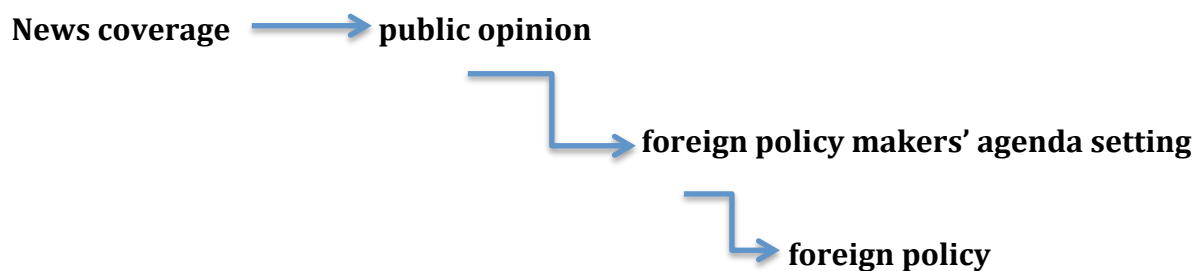 News coverage public opinion
foreign policy makers’ agenda setting
foreign policy